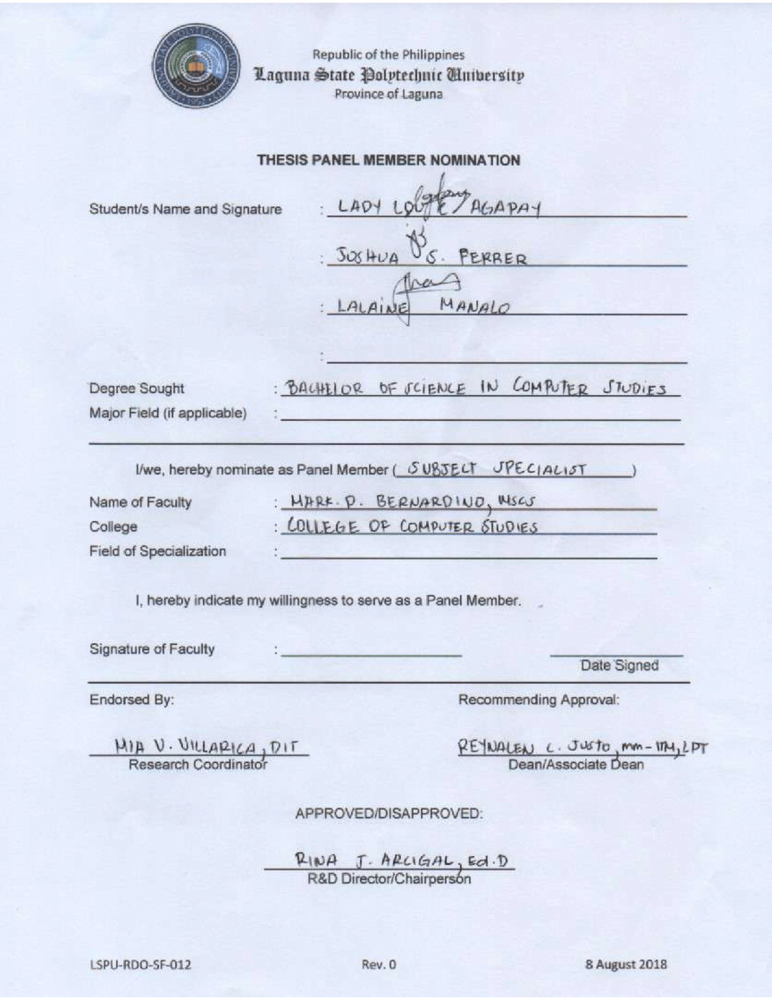 LAGUNA STATE POLYTECHNIC UNIVERSITY
1952
Republic of the Philippines
Laguna State Polytechnic University
Province of Laguna
THESIS PANEL MEMBER NOMINATION
Student/s Name and Signature : LADY AGAPAY
: JOSHUA S. FERRER
: LALAINE MANALO
:
Degree Sought : BACHELOR OF SCIENCE IN COMPUTER STUDIES
Major Field (if applicable) :
I/we, hereby nominate as Panel Member ( SUBJECT SPECIALIST )
Name of Faculty : MARK. P. BERNARDINO, MSCS
College : COLLEGE OF COMPUTER STUDIES
Field of Specialization :
I, hereby indicate my willingness to serve as a Panel Member.
Signature of Faculty :
Date Signed
Endorsed By: Recommending Approval:
MIA V. VILLARICA, DIT REYNALEN C. JUSTO, mm-ITM, LPT
Research Coordinator Dean/Associate Dean
APPROVED/DISAPPROVED:
RINA J. ARCIGAL, Ed.D
R&D Director/Chairperson
LSPU-RDO-SF-012 Rev. 0 8 August 2018